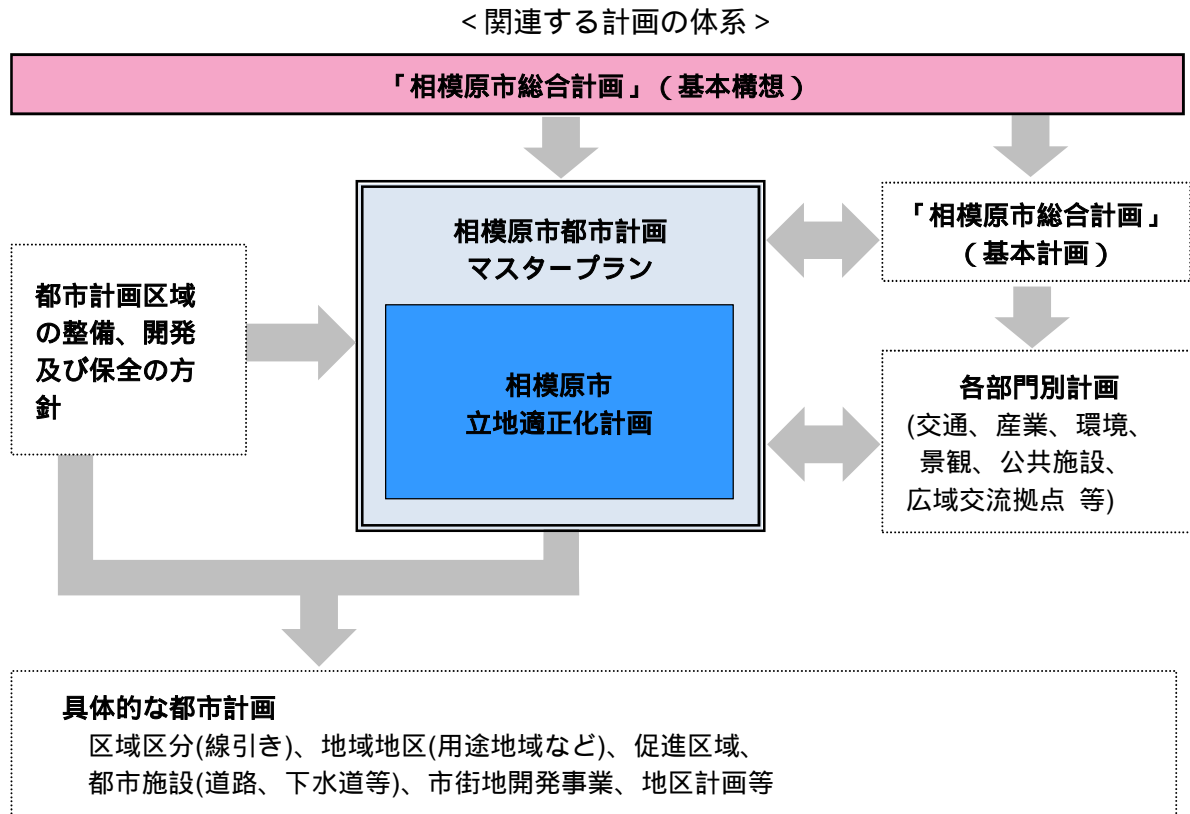 <関連する計画の体系>
「相模原市総合計画」(基本構想)
相模原市都市計画
マスタープラン
「相模原市総合計画」
(基本計画)
都市計画区域
の整備、開発
及び保全の方
針
相模原市
立地適正化計画
各部門別計画
(交通、産業、環境、
景観、公共施設、
広域交流拠点 等)
具体的な都市計画
区域区分(線引き)、地域地区(用途地域など)、促進区域、
都市施設(道路、下水道等)、市街地開発事業、地区計画等